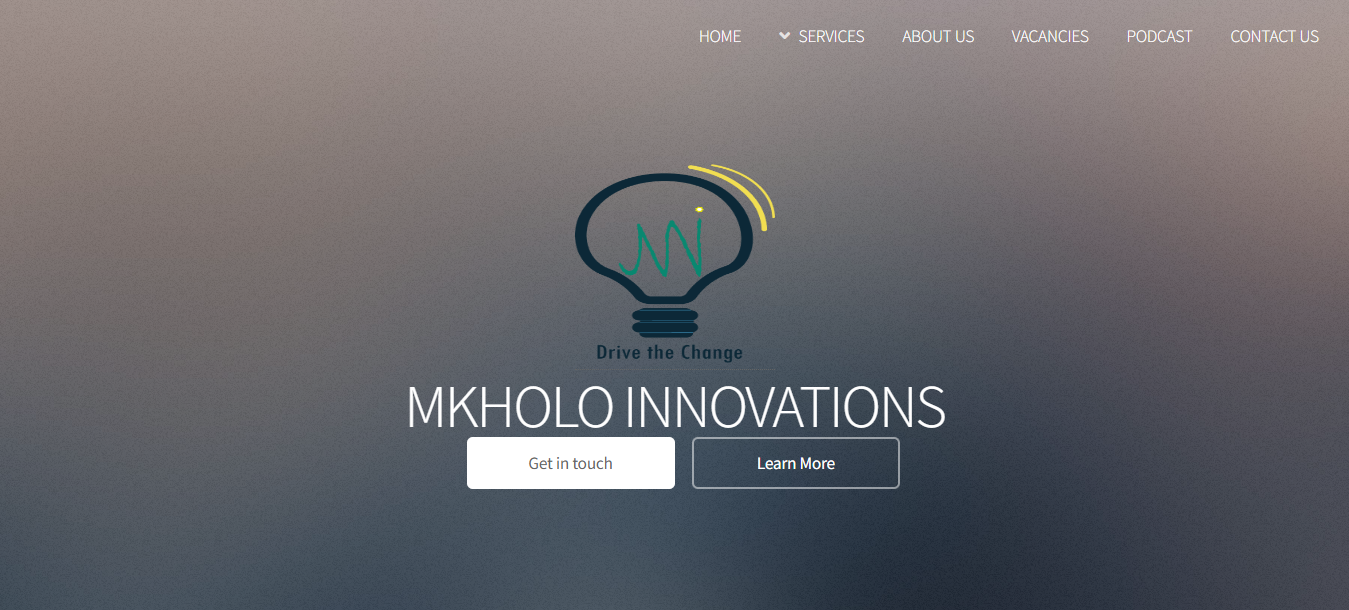 HOME SERVICES ABOUT US VACANCIES PODCAST CONTACT US
Drive the Change
MKHOLO INNOVATIONS
Get in touch Learn More